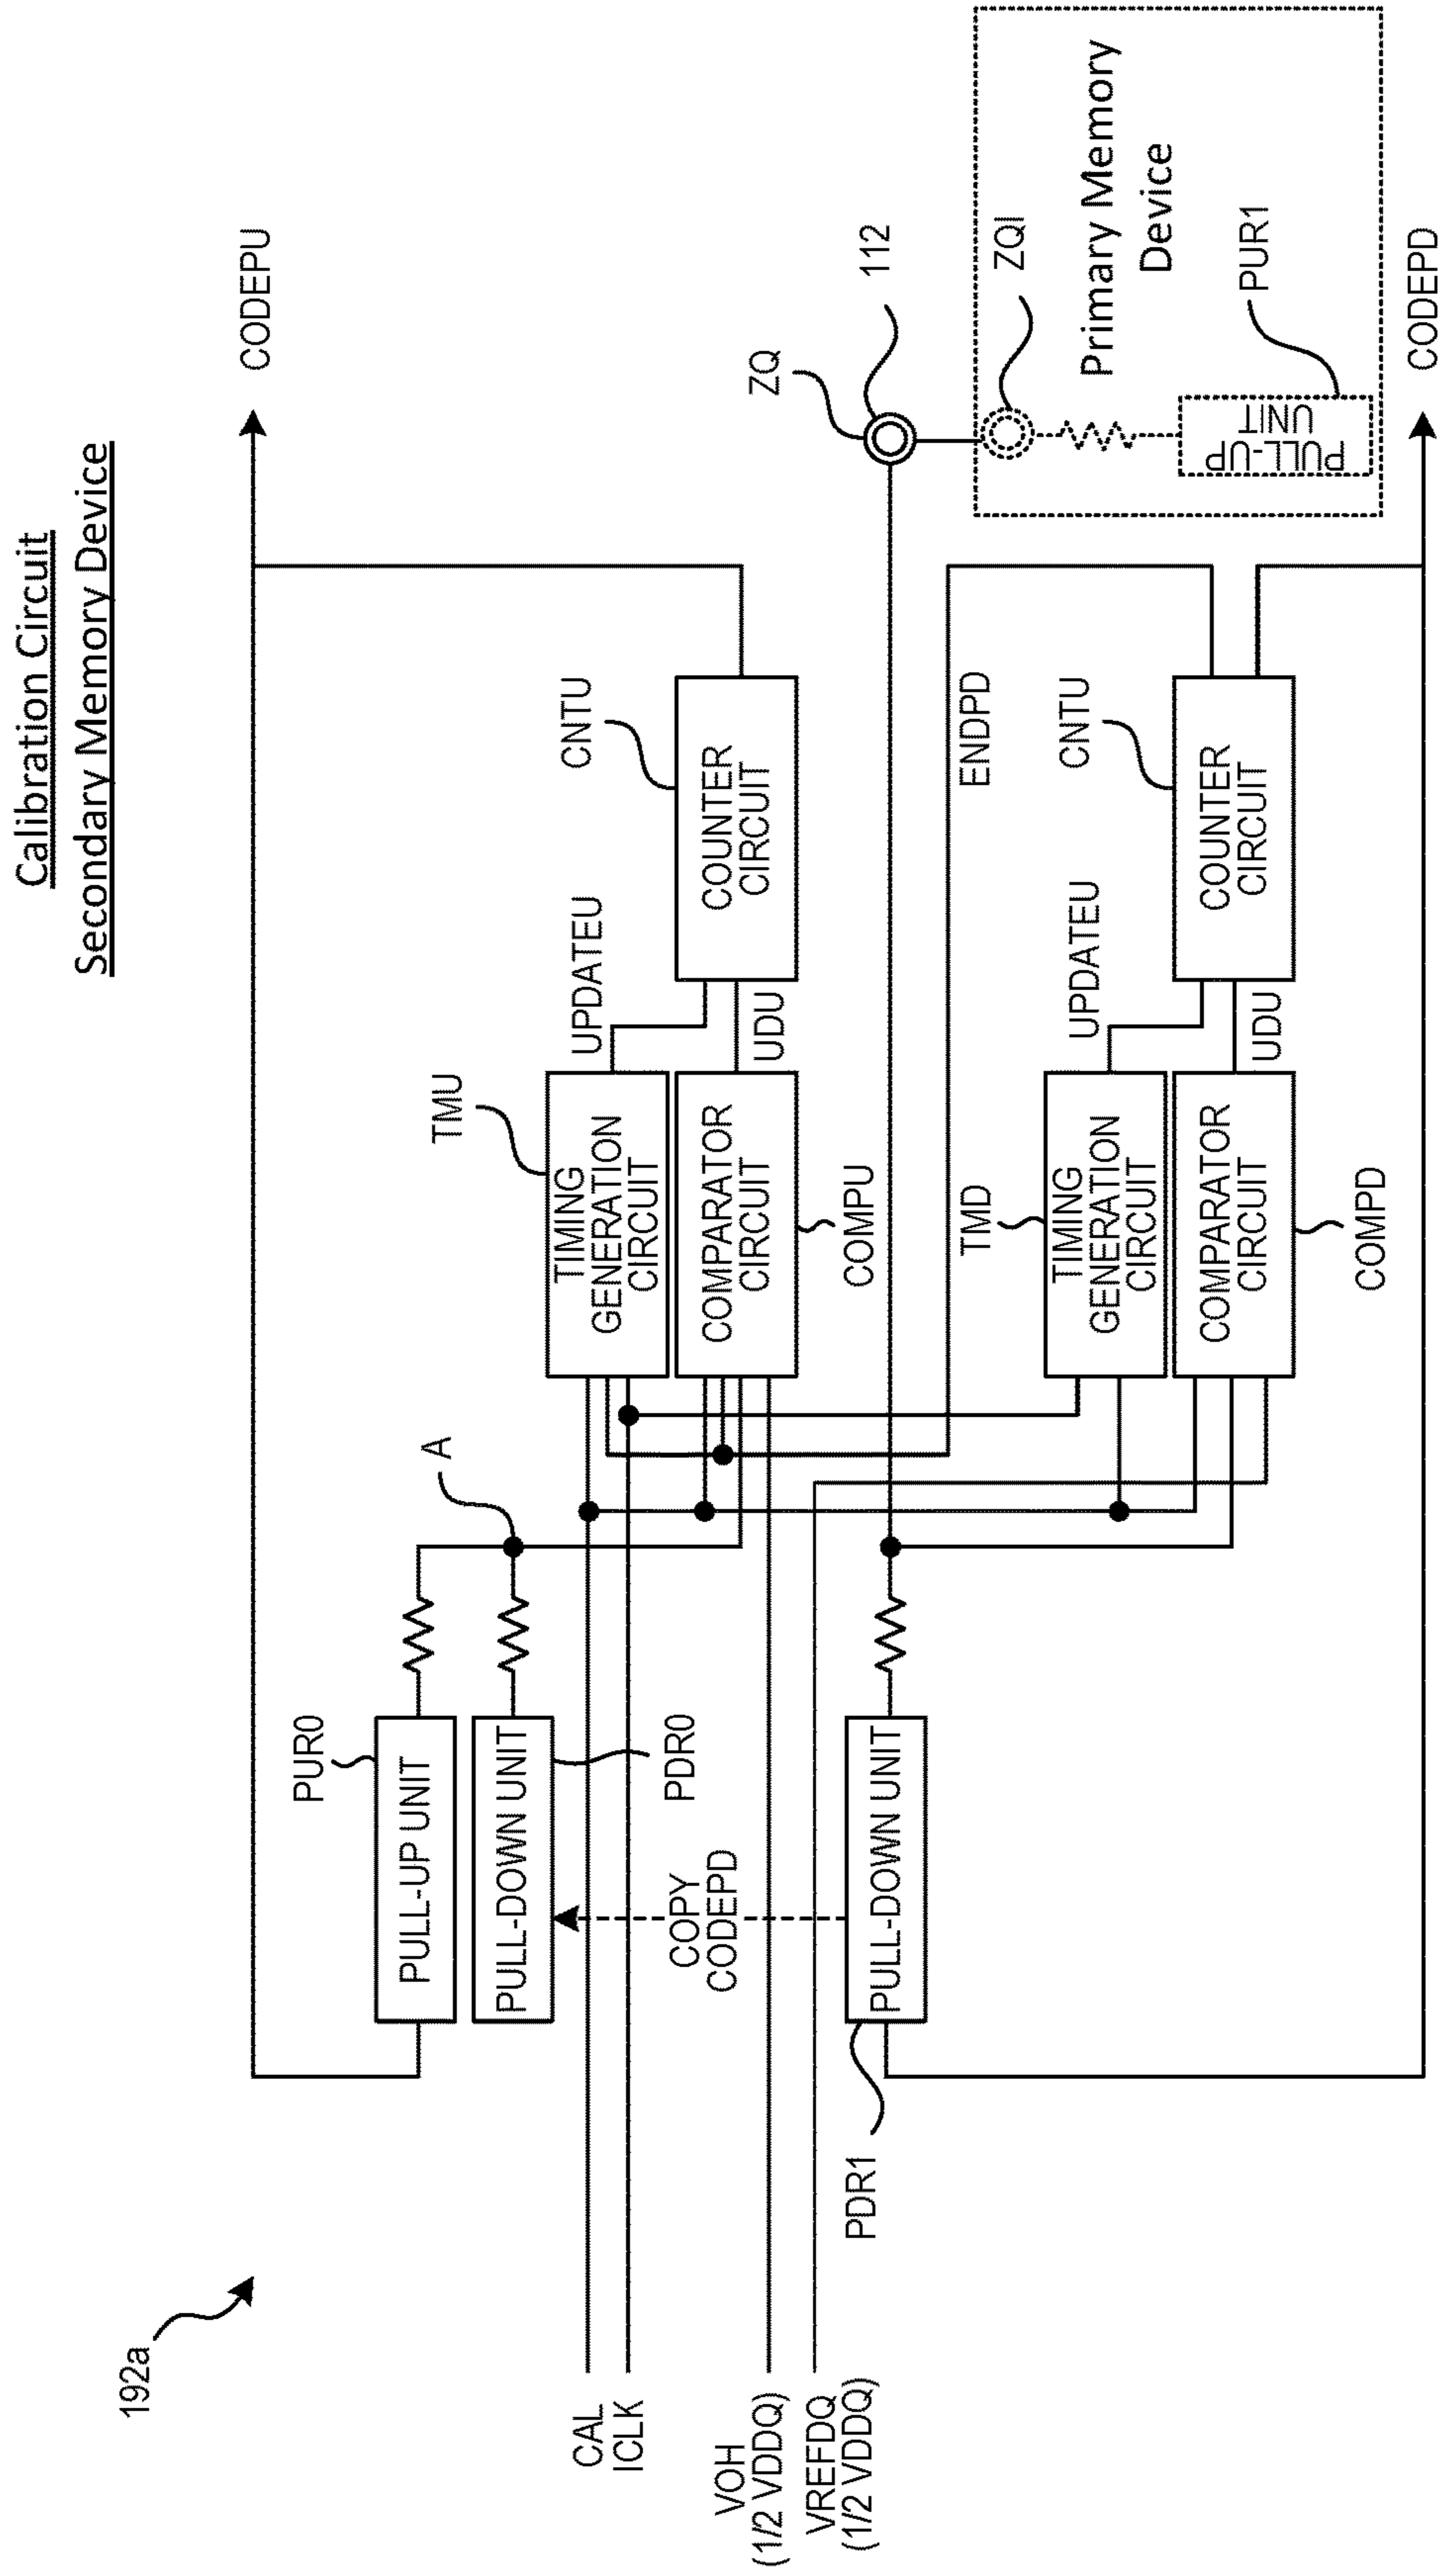 Calibration Circuit
Secondary Memory Device
192a
CODEPU
PUR0
PULL-UP UNIT
A
PULL-DOWN UNIT
PDR0
TMU
TIMING
GENERATION
CIRCUIT
UPDATEU
COMPARATOR
CIRCUIT
COMPU
UDU
CNTU
COUNTER
CIRCUIT
CAL
ICLK
VOH
(1/2 VDDQ)
VREFDQ
(1/2 VDDQ)
COPY
CODEPD
PULL-DOWN UNIT
PDR1
ZQ
112
ENDPD
TMD
TIMING
GENERATION
CIRCUIT
UPDATEU
COMPARATOR
CIRCUIT
COMPD
UDU
CNTU
COUNTER
CIRCUIT
ZQI
Primary Memory
Device
PULL-UP
UNIT
PUR1
CODEPD